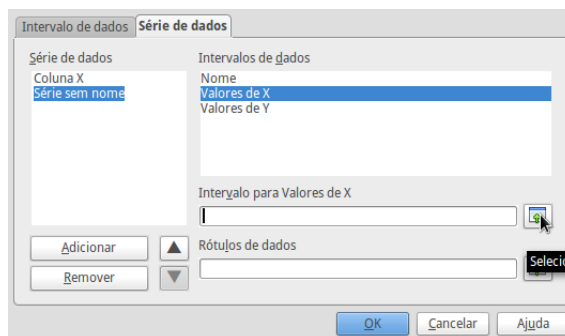 Intervalo de dados Série de dados
Série de dados
Coluna X
Série sem nome
Intervalos de dados
Nome
Valores de X
Valores de Y
Intervalo para Valores de X
Adicionar
Remover
Rótulos de dados
Selecio
OK Cancelar Ajuda